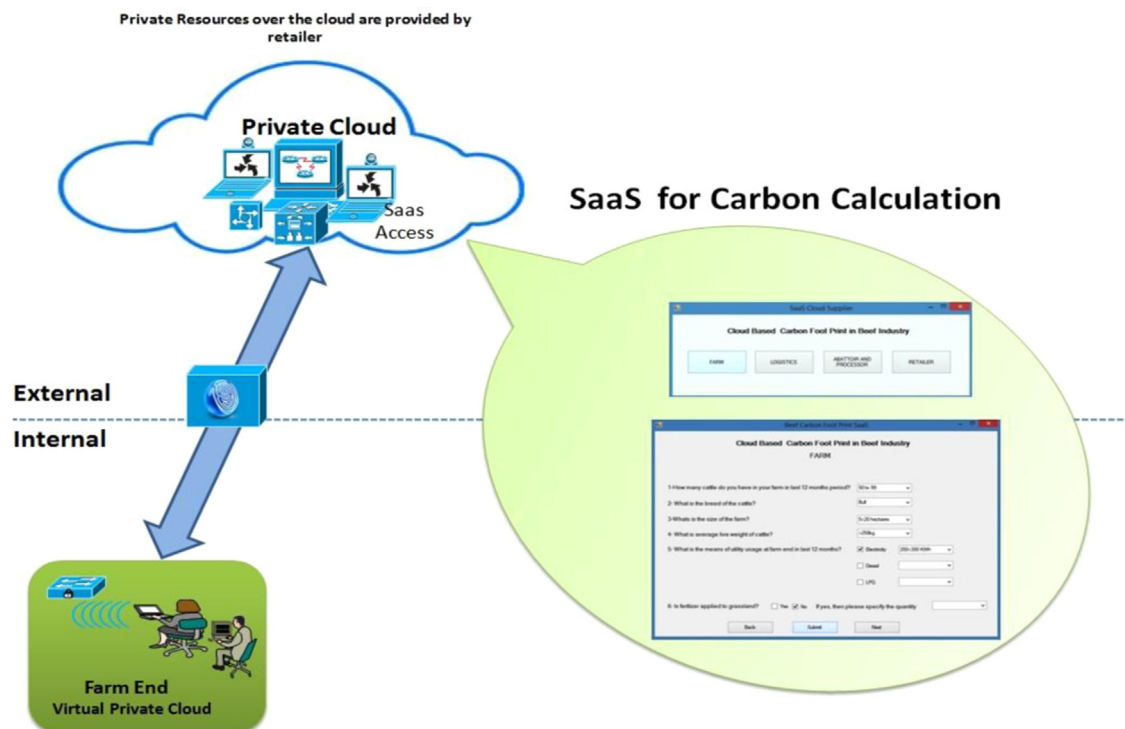 Private Resources over the cloud are provided by
retailer
Private Cloud
Saas
Access
SaaS for Carbon Calculation
SaaS Cloud Supplier
Cloud Based Carbon Foot Print in Beef Industry
FARM
LOGISTICS
ABATTOIR AND
PROCESSOR
RETAILER
External
Internal
Beef Carbon Foot Print SaaS
Cloud Based Carbon Foot Print in Beef Industry
FARM
1-How many cattle do you have in your farm in last 12 months period?
2- What is the breed of the cattle? Bull
3-Whats is the size of the farm?
4- What is average live weight of cattle?
5- What is the means of utility usage at farm end in last 12 months? Electricity
Diesel
LPG
6- Is fertilizer applied to grassland? Yes No If yes, then please specify the quantity
Back Submit Next
Farm End
Virtual Private Cloud